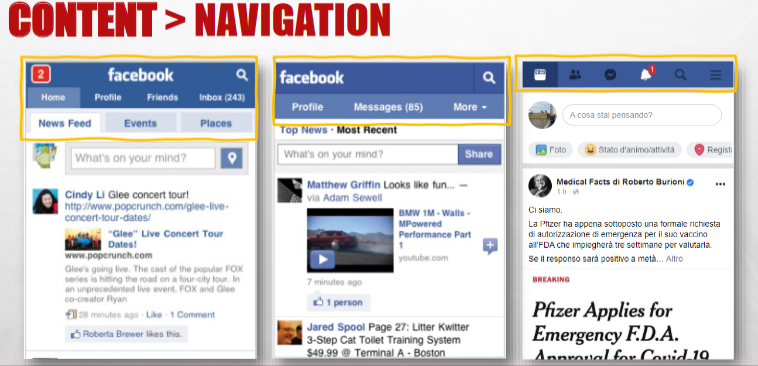 CONTENT > NAVIGATION
2
facebook
Home Profile Friends Inbox (243)
News Feed Events Places
What's on your mind?
Cindy Li Glee concert tour!
http://www.popcrunch.com/glee-live-
concert-tour-dates/
"Glee" Live Concert Tour
Dates!
www.popcrunch.com
Glee's going live. The cast of the popular FOX
series is hitting the road on a four-city tour. In
an unprecedented live event, FOX and Glee
co-creator Ryan
28 minutes ago · Like · 1 Comment
Roberta Brewer likes this.
facebook
Profile Messages (85) More
Top News · Most Recent
What's on your mind? Share
Matthew Griffin Looks like fun... —
via Adam Sewell
BMW 1M - Walls -
MPowered
Performance Part
1
youtube.com
7 minutes ago
1 person
Jared Spool Page 27: Litter Kwitter
3-Step Cat Toilet Training System
$49.99 @ Terminal A - Boston
1
A cosa stai pensando?
Foto Stato d'animo/attività Regist
Medical Facts di Roberto Burioni ...
1 h ·
Ci siamo.
La Pfizer ha appena sottoposto una formale richiesta
di autorizzazione di emergenza per il suo vaccino
all'FDA che impiegherà tre settimane per valutarla.
Se il responso sarà positivo a metà... Altro
BREAKING
Pfizer Applies for
Emergency F.D.A.
Approval for Covid-19